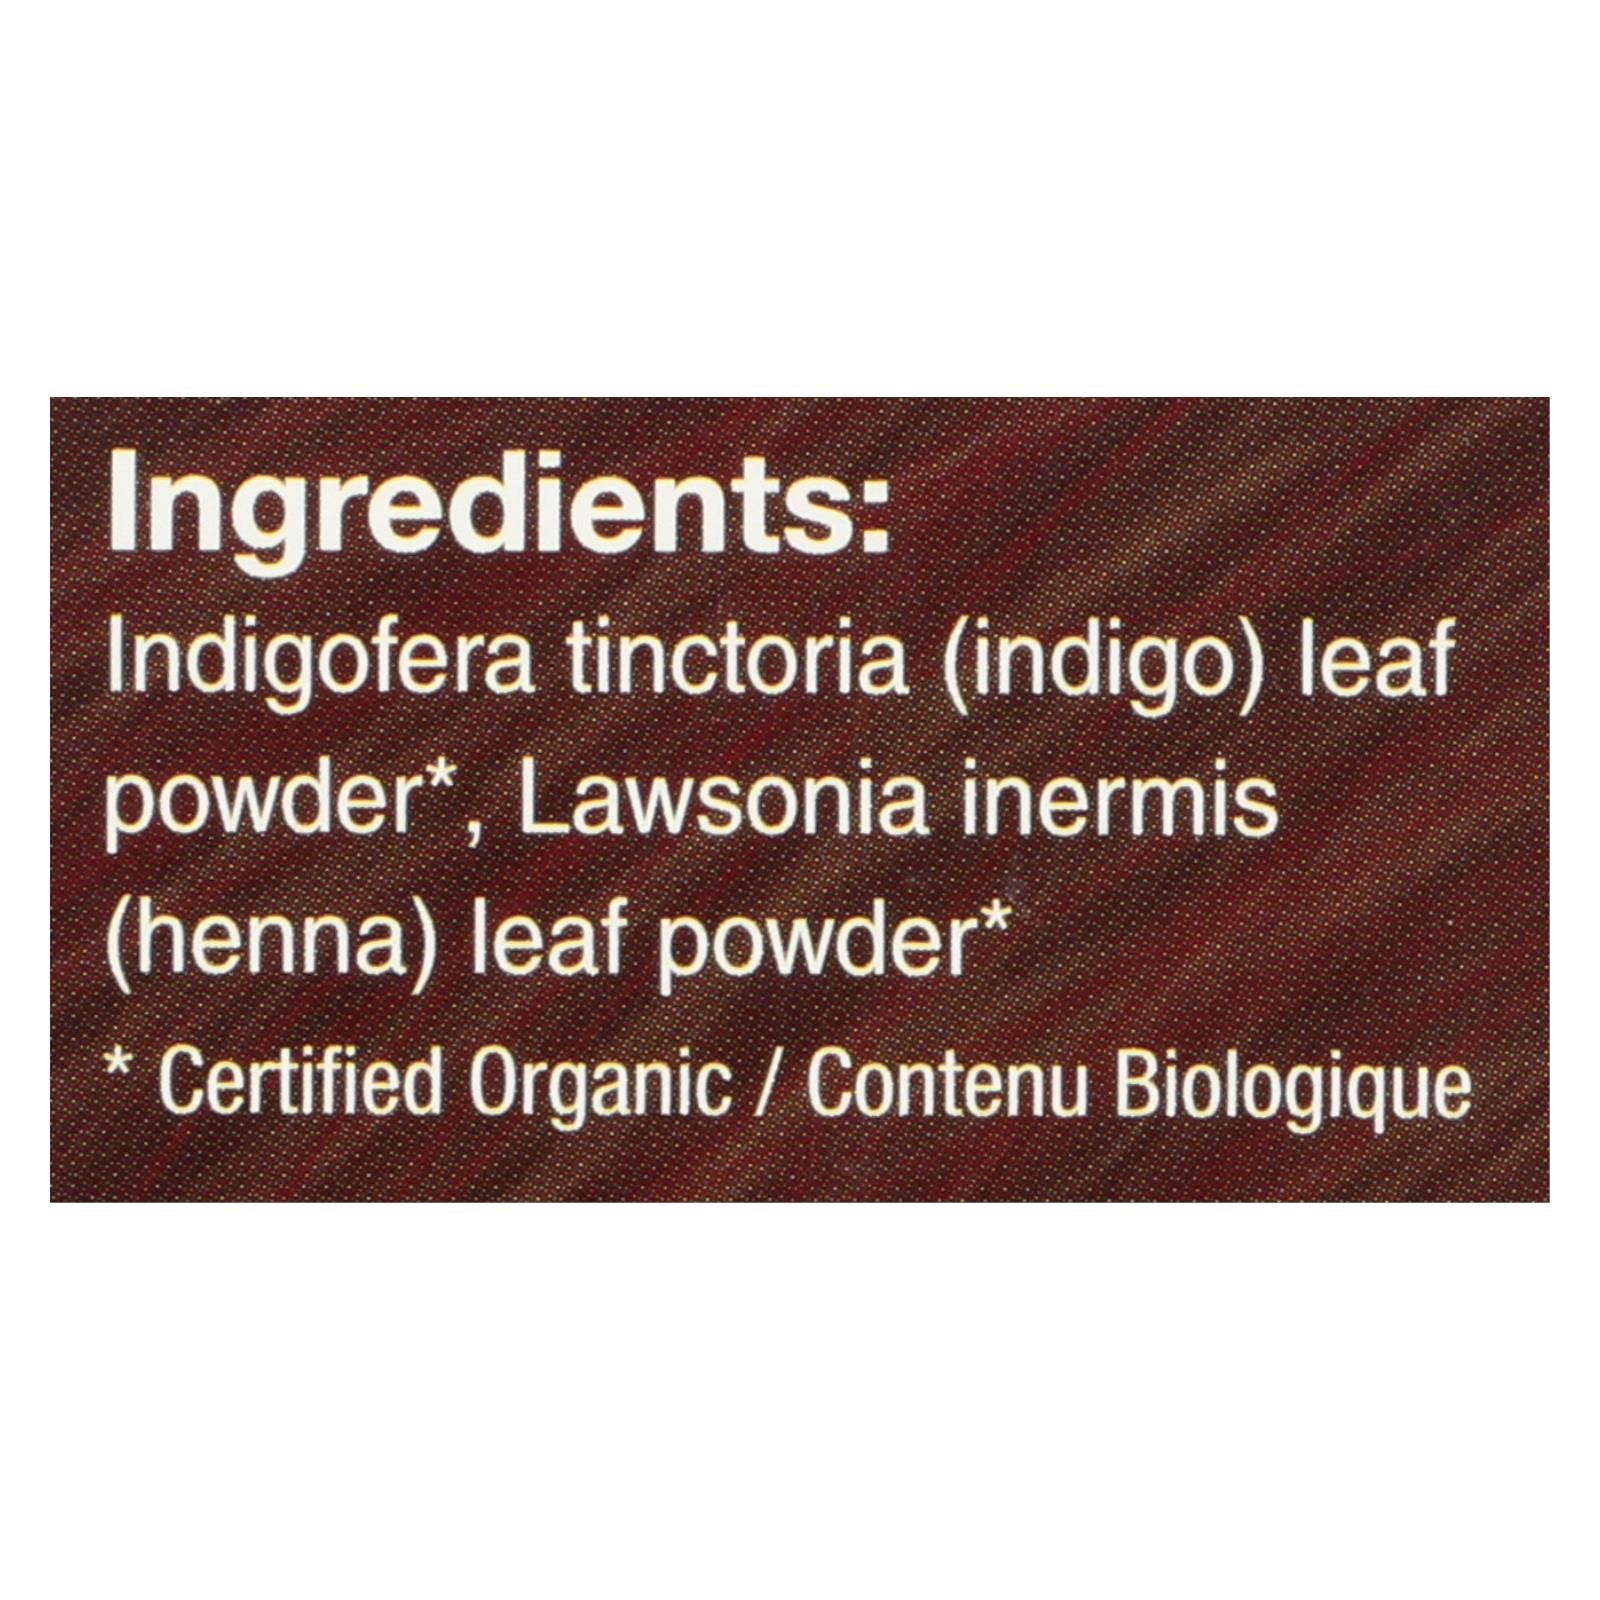 Ingredients:
Indigofera tinctoria (indigo) leaf
powder*, Lawsonia inermis
(henna) leaf powder*
* Certified Organic / Contenu Biologique